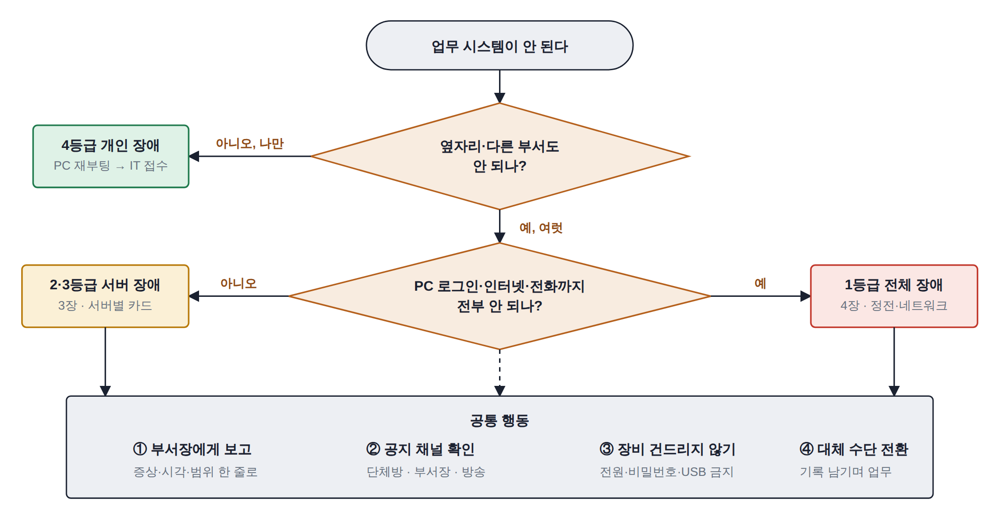 업무 시스템이 안 된다
옆자리·다른 부서도
안 되나?
아니오, 나만
4등급 개인 장애
PC 재부팅 → IT 접수
예, 여럿
PC 로그인·인터넷·전화까지
전부 안 되나?
아니오
2·3등급 서버 장애
3장 · 서버별 카드
예
1등급 전체 장애
4장 · 정전·네트워크
공통 행동
① 부서장에게 보고
증상·시각·범위 한 줄로
② 공지 채널 확인
단체방 · 부서장 · 방송
③ 장비 건드리지 않기
전원·비밀번호·USB 금지
④ 대체 수단 전환
기록 남기며 업무